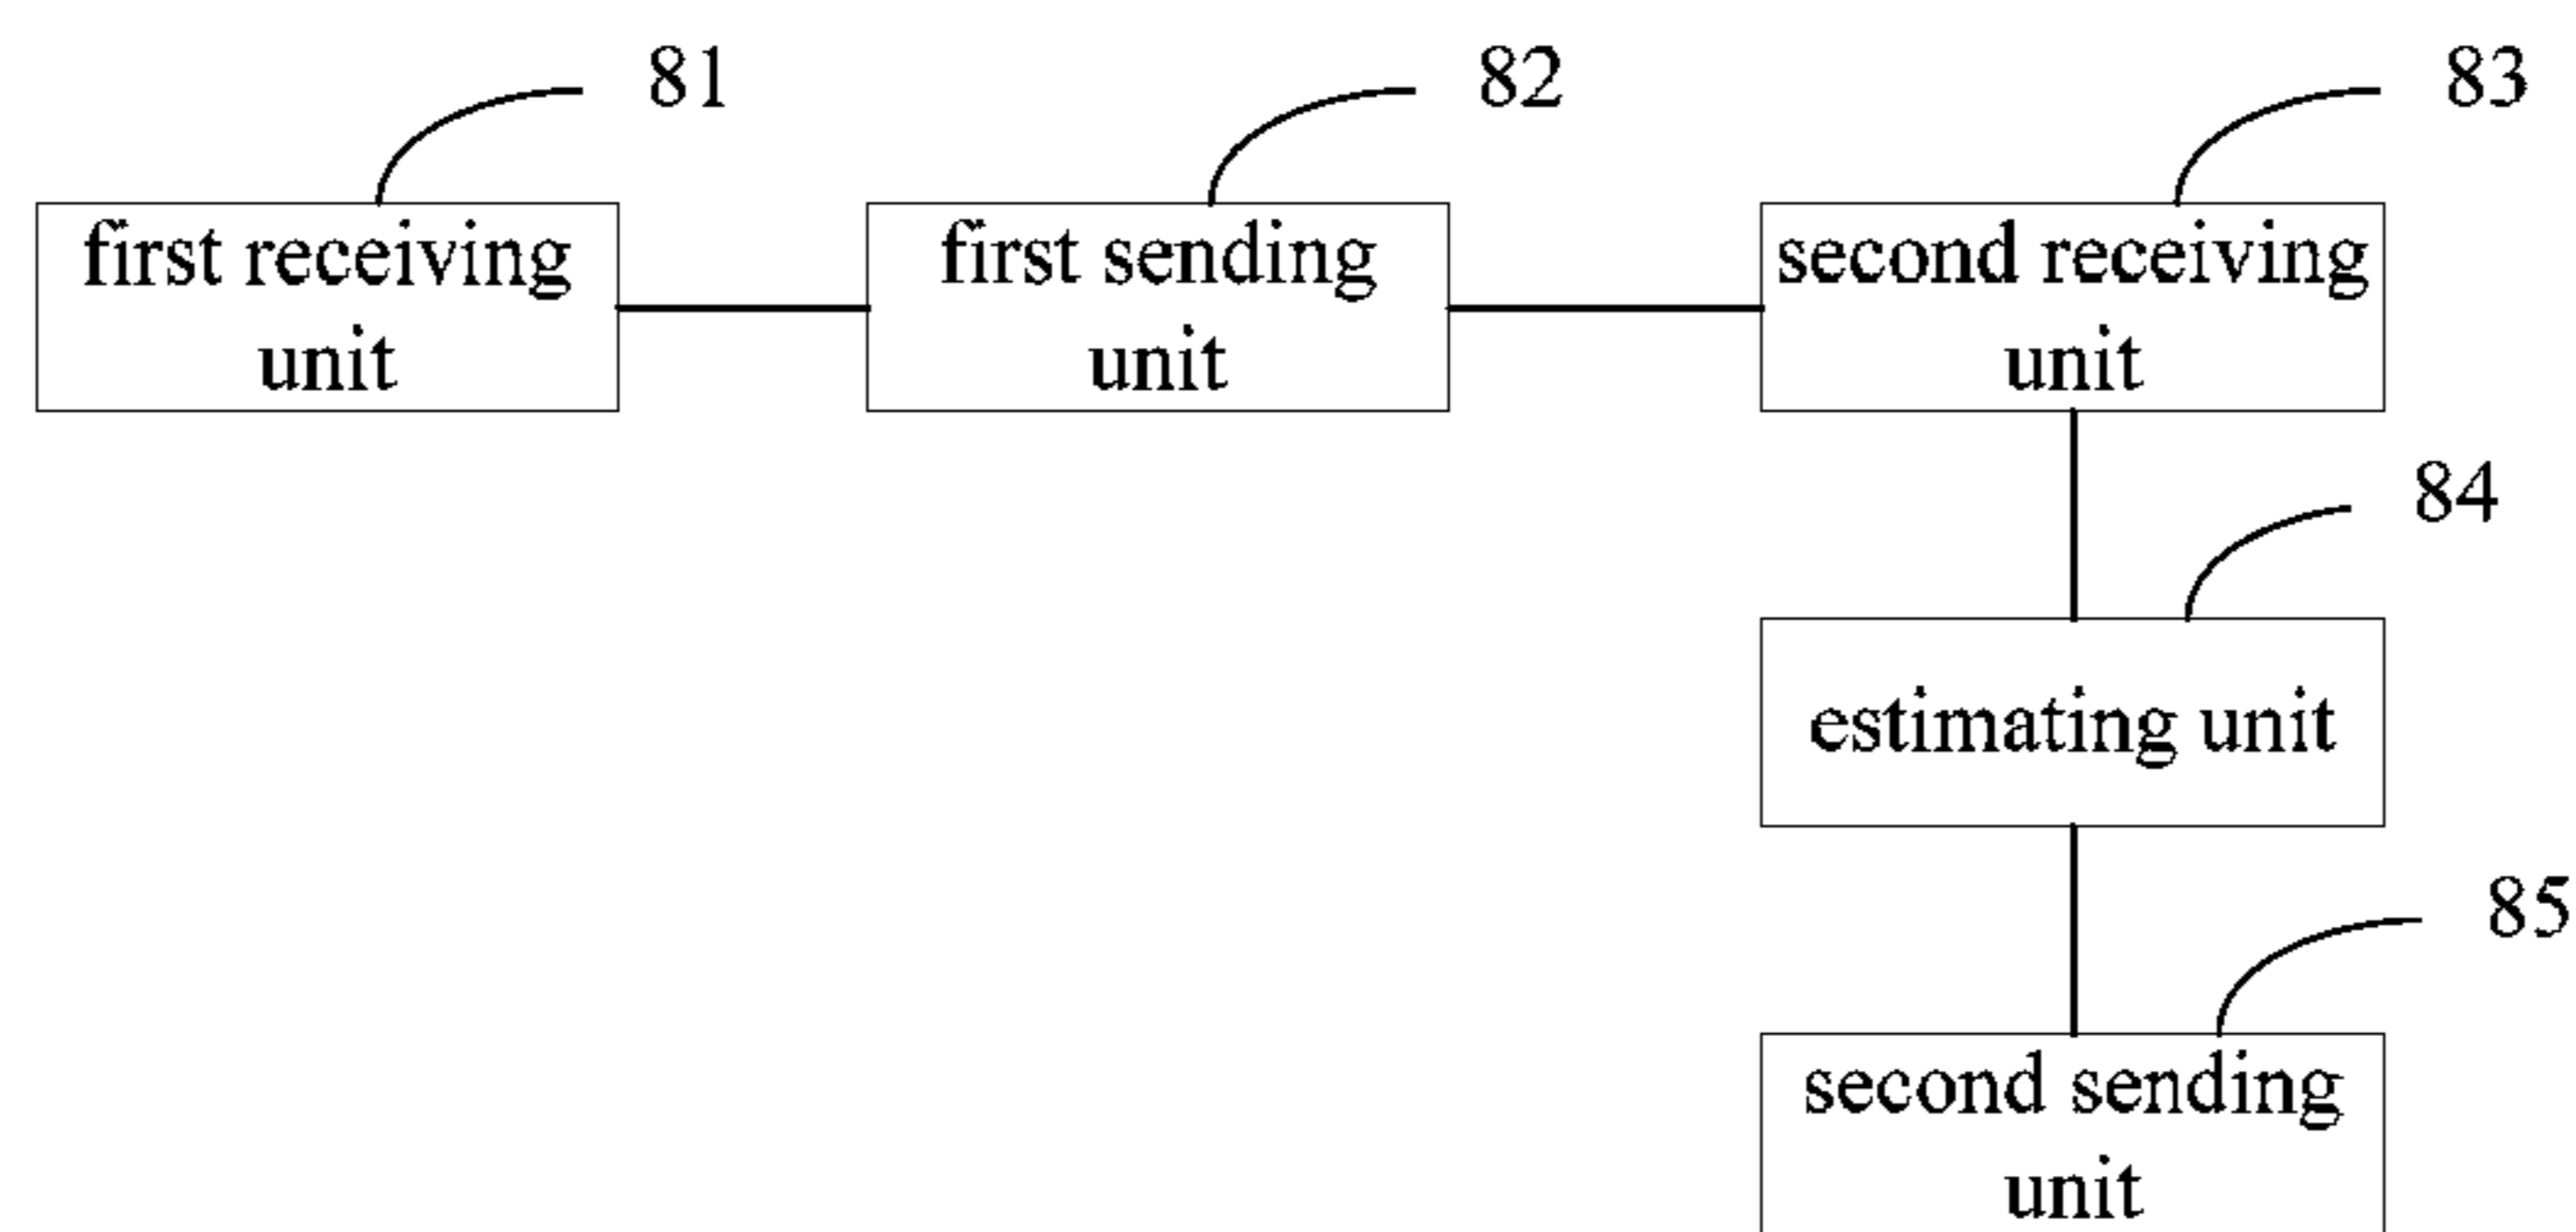 81
82
83
first receiving
unit
first sending
unit
second receiving
unit
84
estimating unit
85
second sending
unit